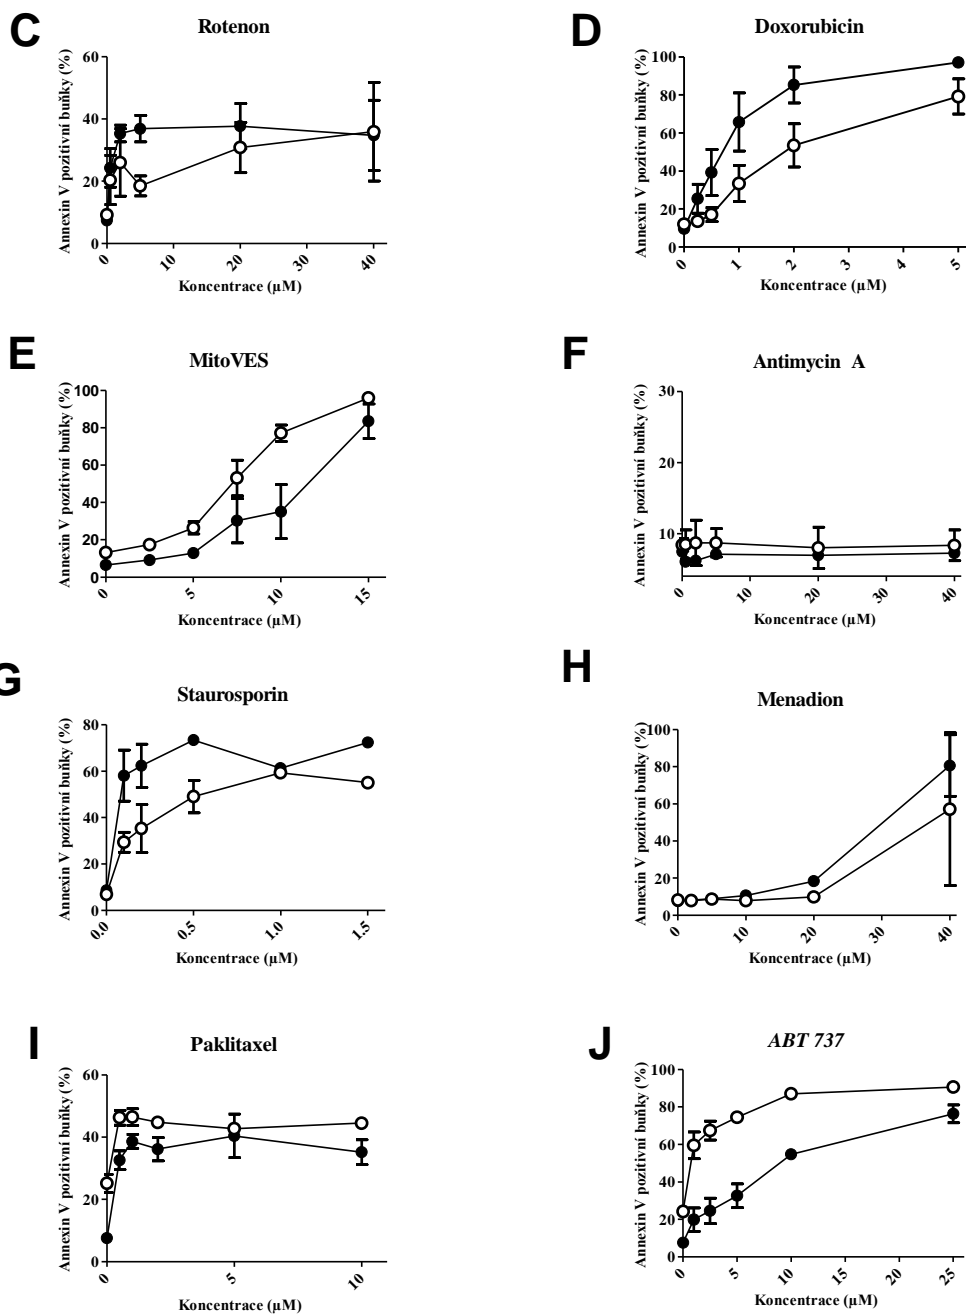 C
Rotenon
Annexin V pozitivní buňky (%)
60
40
20
0
0
10
20
30
40
Koncentrace (µM)
D
Doxorubicin
Annexin V pozitivní buňky (%)
100
80
60
40
20
0
0
1
2
3
4
5
Koncentrace (µM)
E
MitoVES
Annexin V pozitivní buňky (%)
100
80
60
40
20
0
0
5
10
15
Koncentrace (µM)
F
Antimycin A
Annexin V pozitivní buňky (%)
30
20
10
0
10
20
30
40
Koncentrace (µM)
G
Staurosporin
Annexin V pozitivní buňky (%)
80
60
40
20
0
0.0
0.5
1.0
1.5
Koncentrace (µM)
H
Menadion
Annexin V pozitivní buňky (%)
100
80
60
40
20
0
0
10
20
30
40
Koncentrace (µM)
I
Paklitaxel
Annexin V pozitivní buňky (%)
60
40
20
0
0
5
10
Koncentrace (µM)
J
ABT 737
Annexin V pozitivní buňky (%)
100
80
60
40
20
0
0
5
10
15
20
25
Koncentrace (µM)